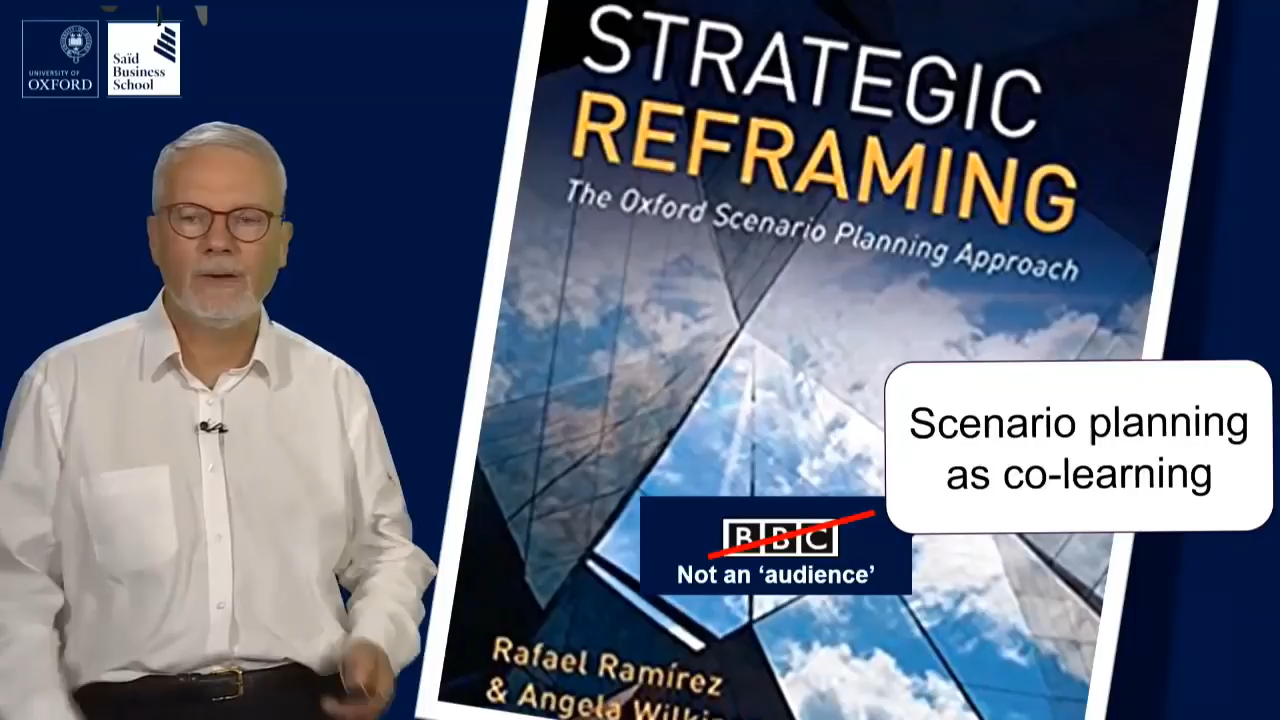 UNIVERSITY OF
OXFORD
Saïd
Business
School
STRATEGIC
REFRAMING
The Oxford Scenario Planning Approach
Scenario planning
as co-learning
BBC
Not an ‘audience’
Rafael Ramírez
& Angela